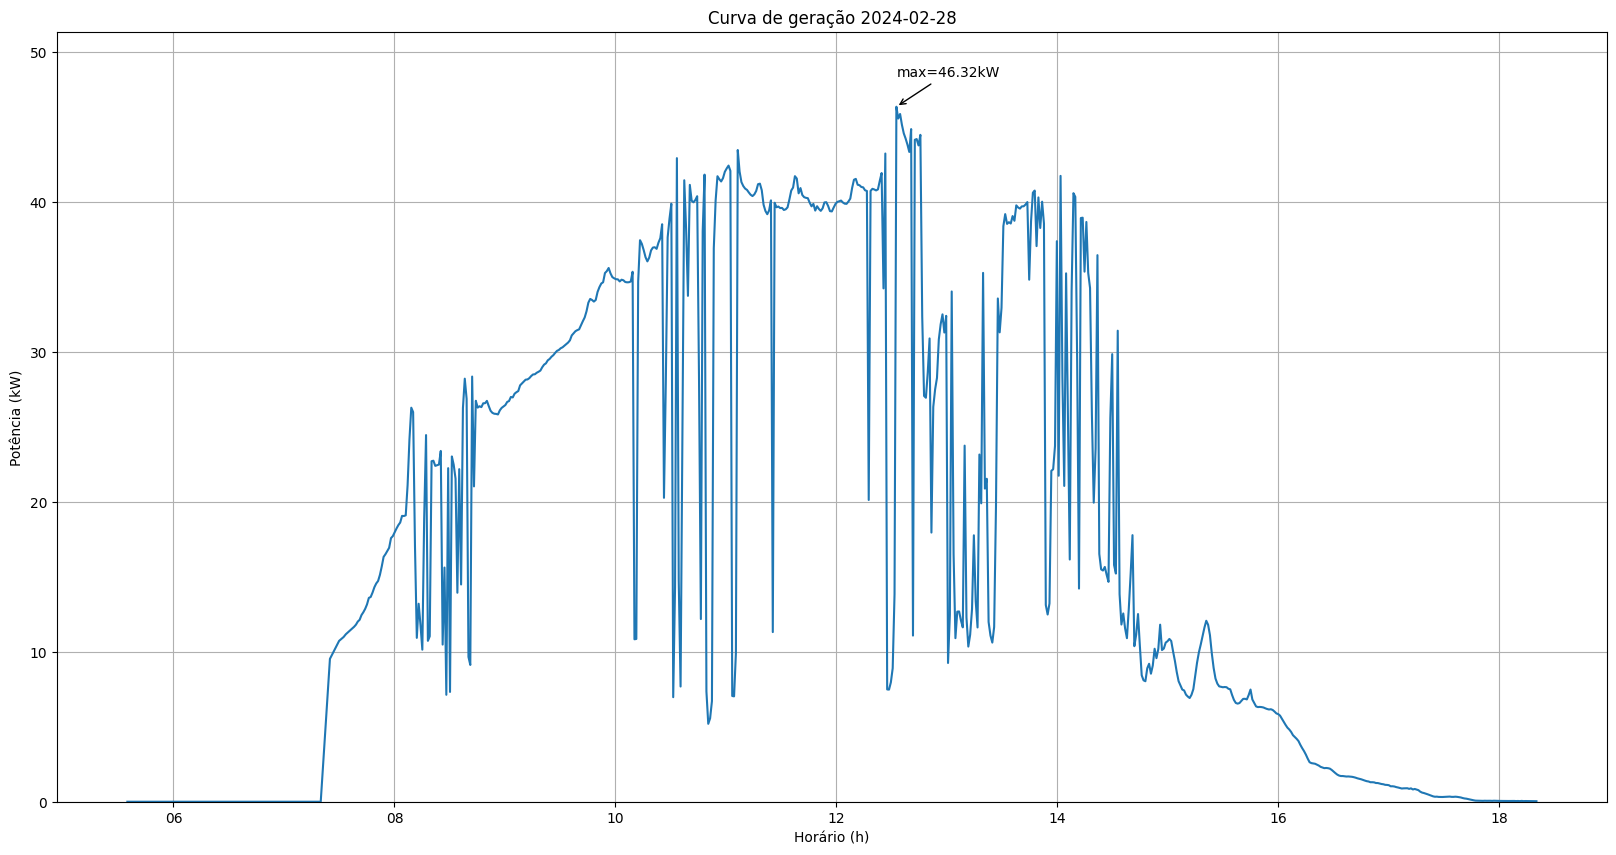 Curva de geração 2024-02-28
50
max=46.32kW
40
30
Potência (kW)
20
10
0
06 08 10 12 14 16 18
Horário (h)